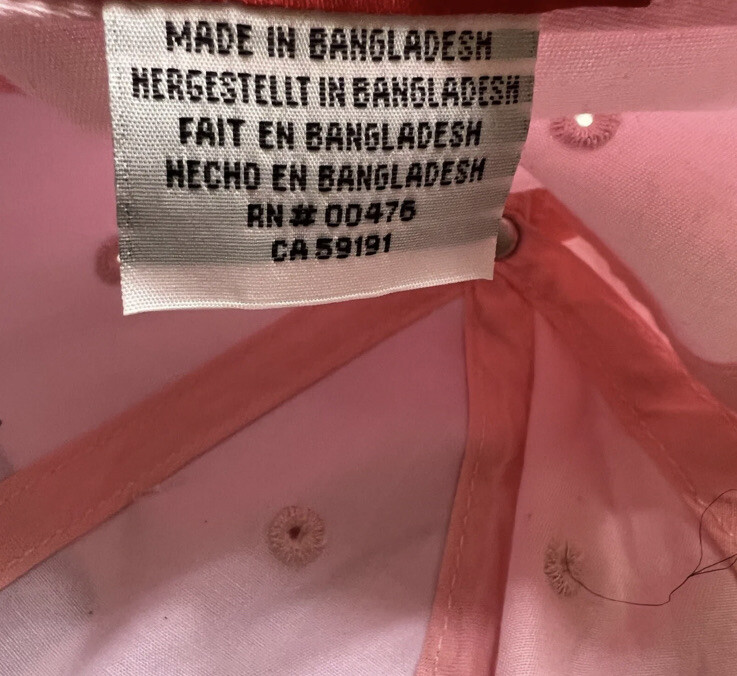 MADE IN BANGLADESH
HERGESTELLT IN BANGLADESH
FAIT EN BANGLADESH
HECHO EN BANGLADESH
RN # 00476
CA 59191